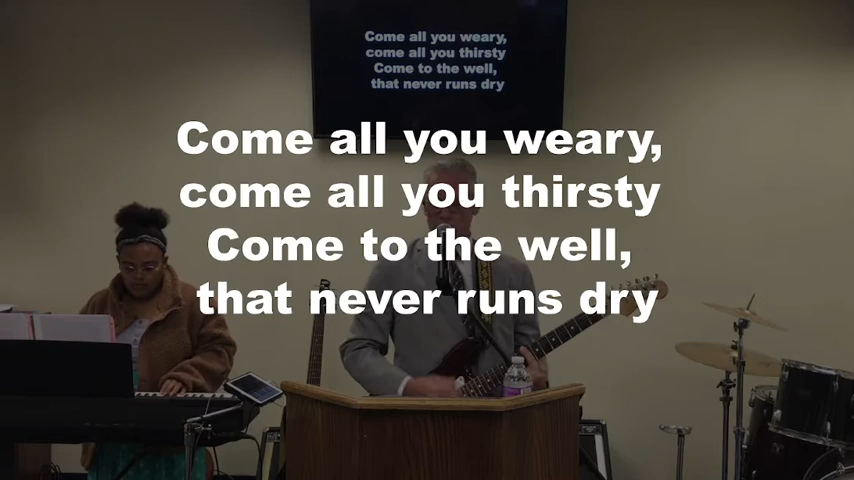 Come all you weary,
come all you thirsty
Come to the well,
that never runs dry
Come all you weary,
come all you thirsty
Come to the well,
that never runs dry